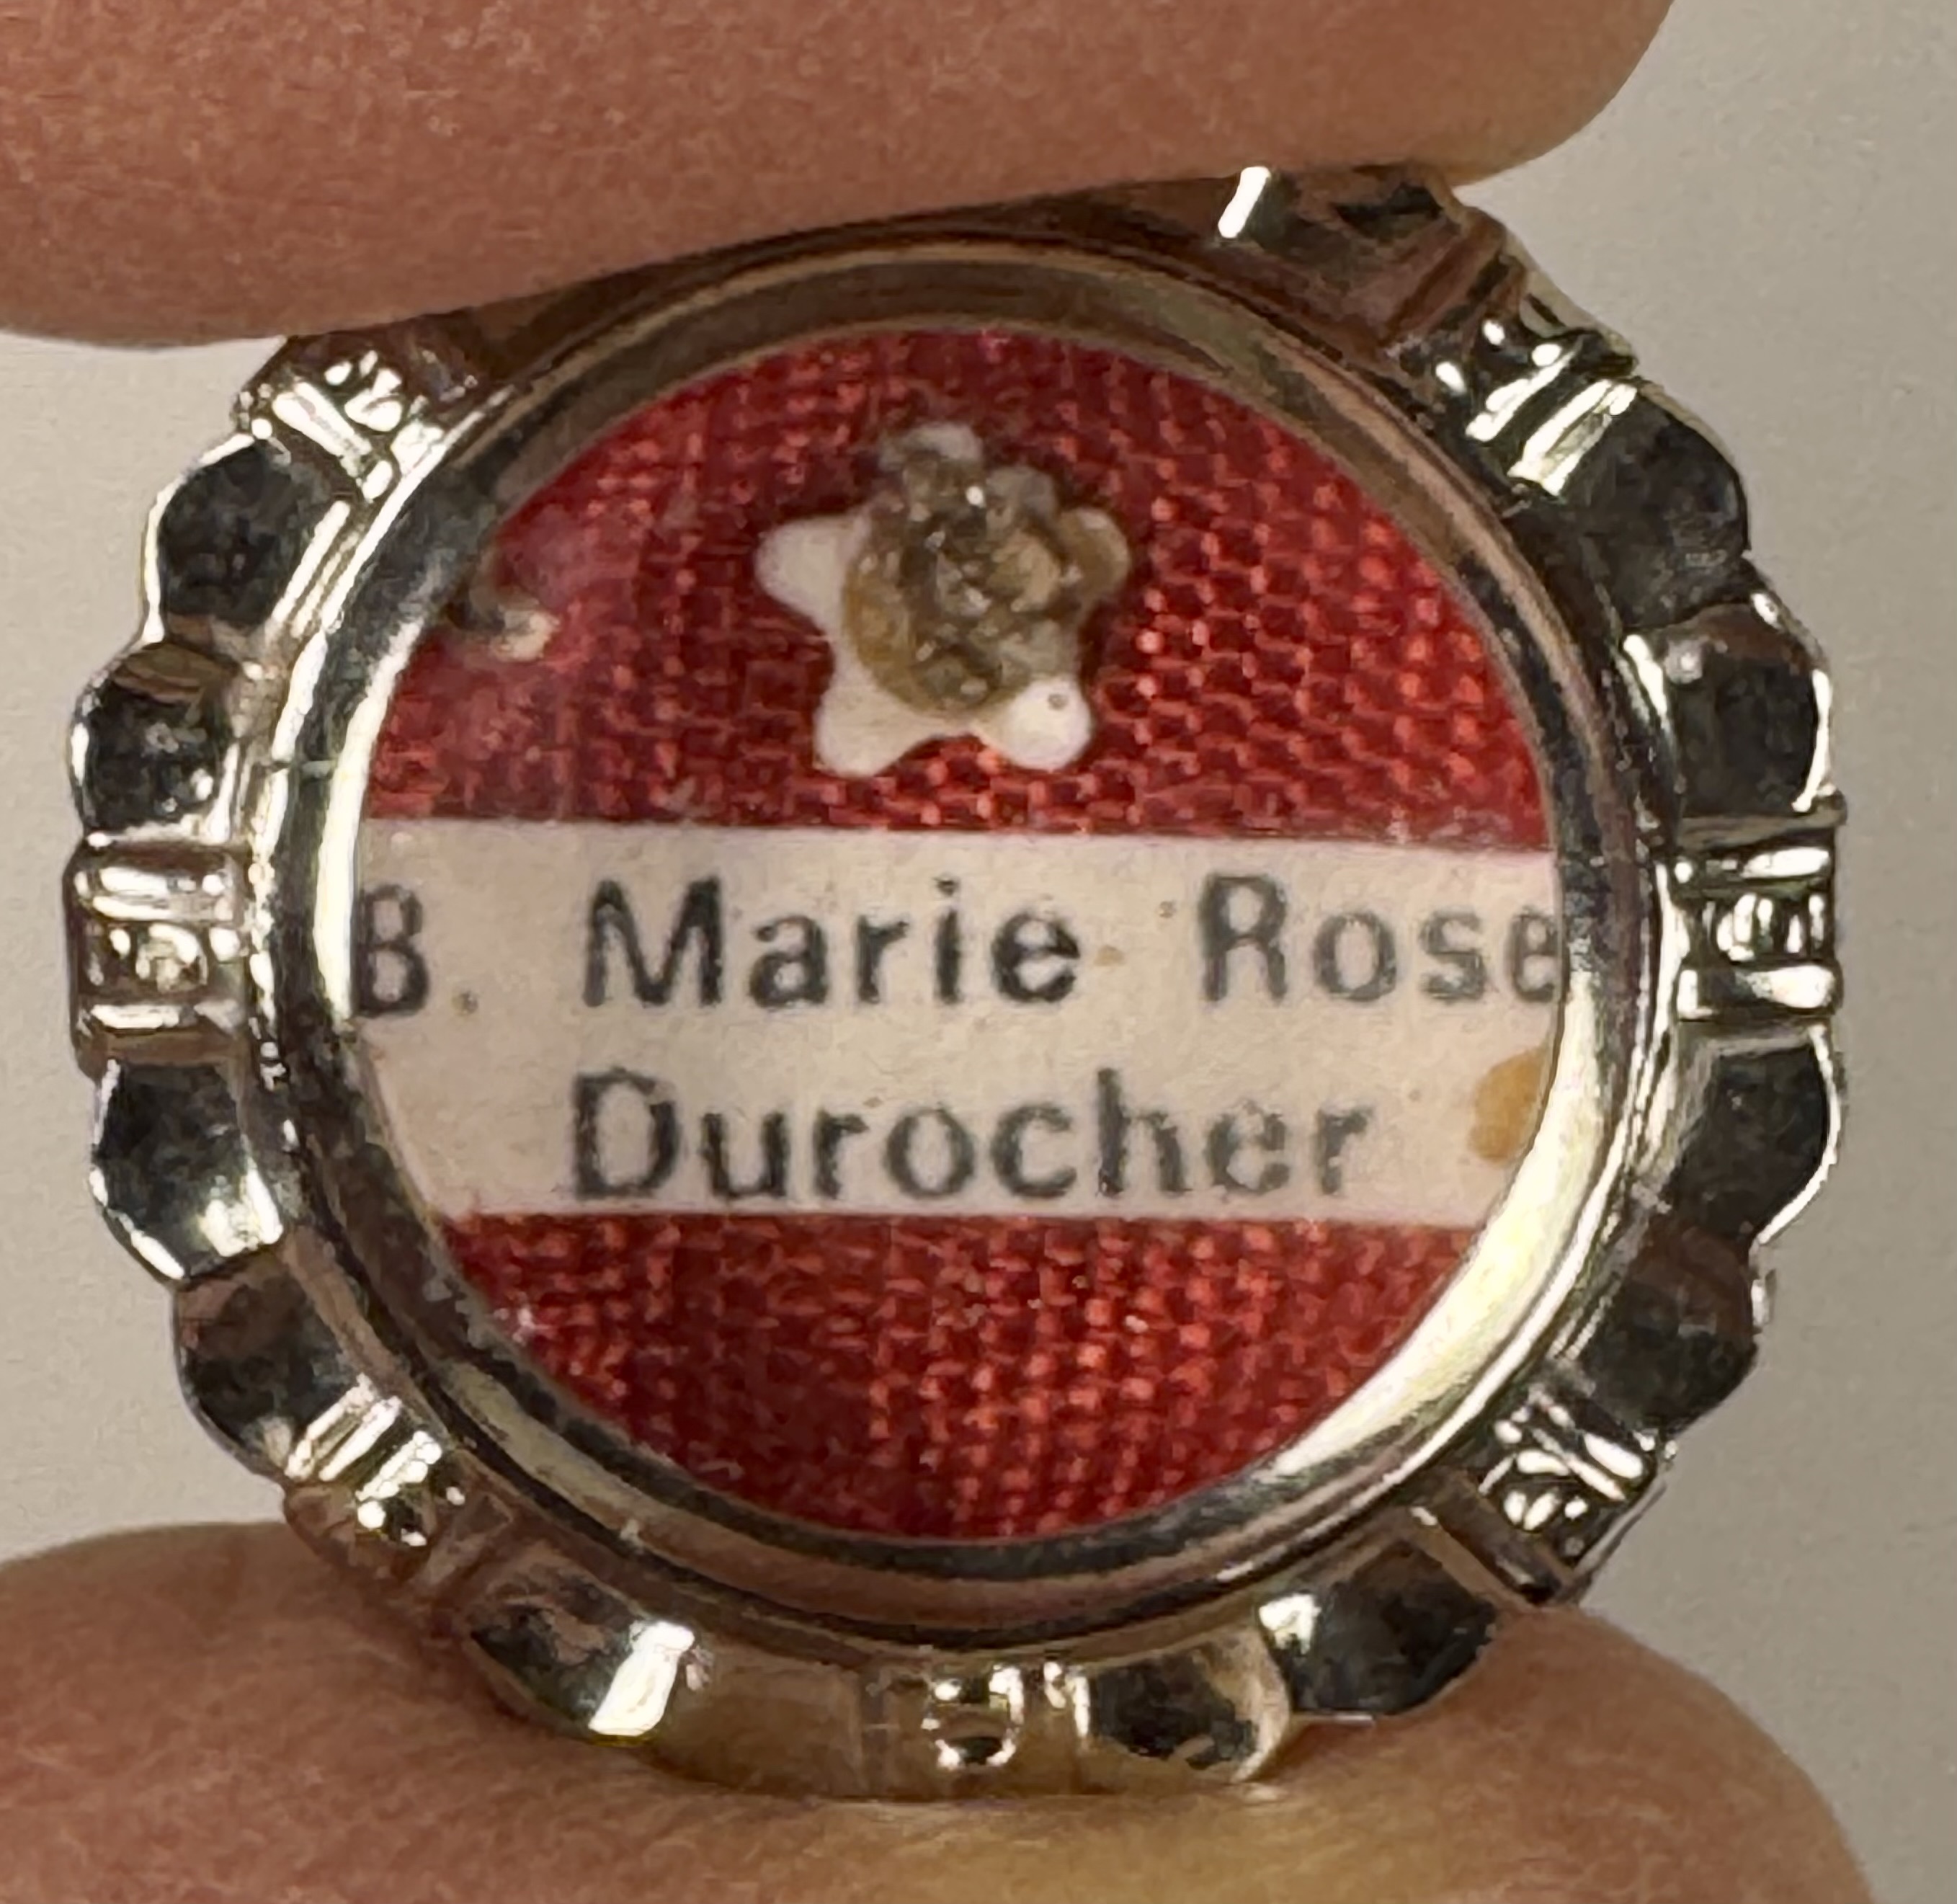 B. Marie Rose
Durocher